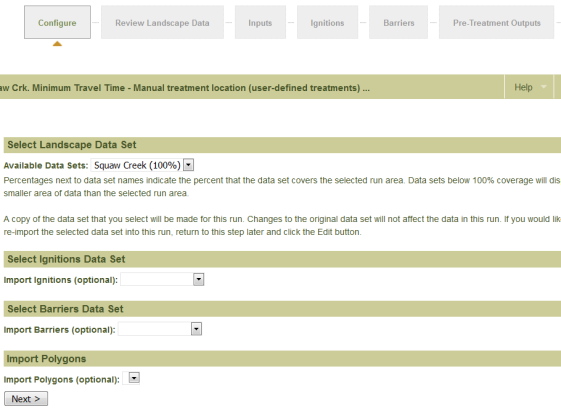 Configure
Review Landscape Data
Inputs
Ignitions
Barriers
Pre-Treatment Outputs
Crk. Minimum Travel Time - Manual treatment location (user-defined treatments) ...
Help
Select Landscape Data Set
Available Data Sets: Squaw Creek (100%)
Percentages next to data set names indicate the percent that the data set covers the selected run area. Data sets below 100% coverage will
smaller area of data than the selected run area.
A copy of the data set that you select will be made for this run. Changes to the original data set will not affect the data in this run. If you would
re-import the selected data set into this run, return to this step later and click the Edit button.
Select Ignitions Data Set
Import Ignitions (optional):
Select Barriers Data Set
Import Barriers (optional):
Import Polygons
Import Polygons (optional):
Next >